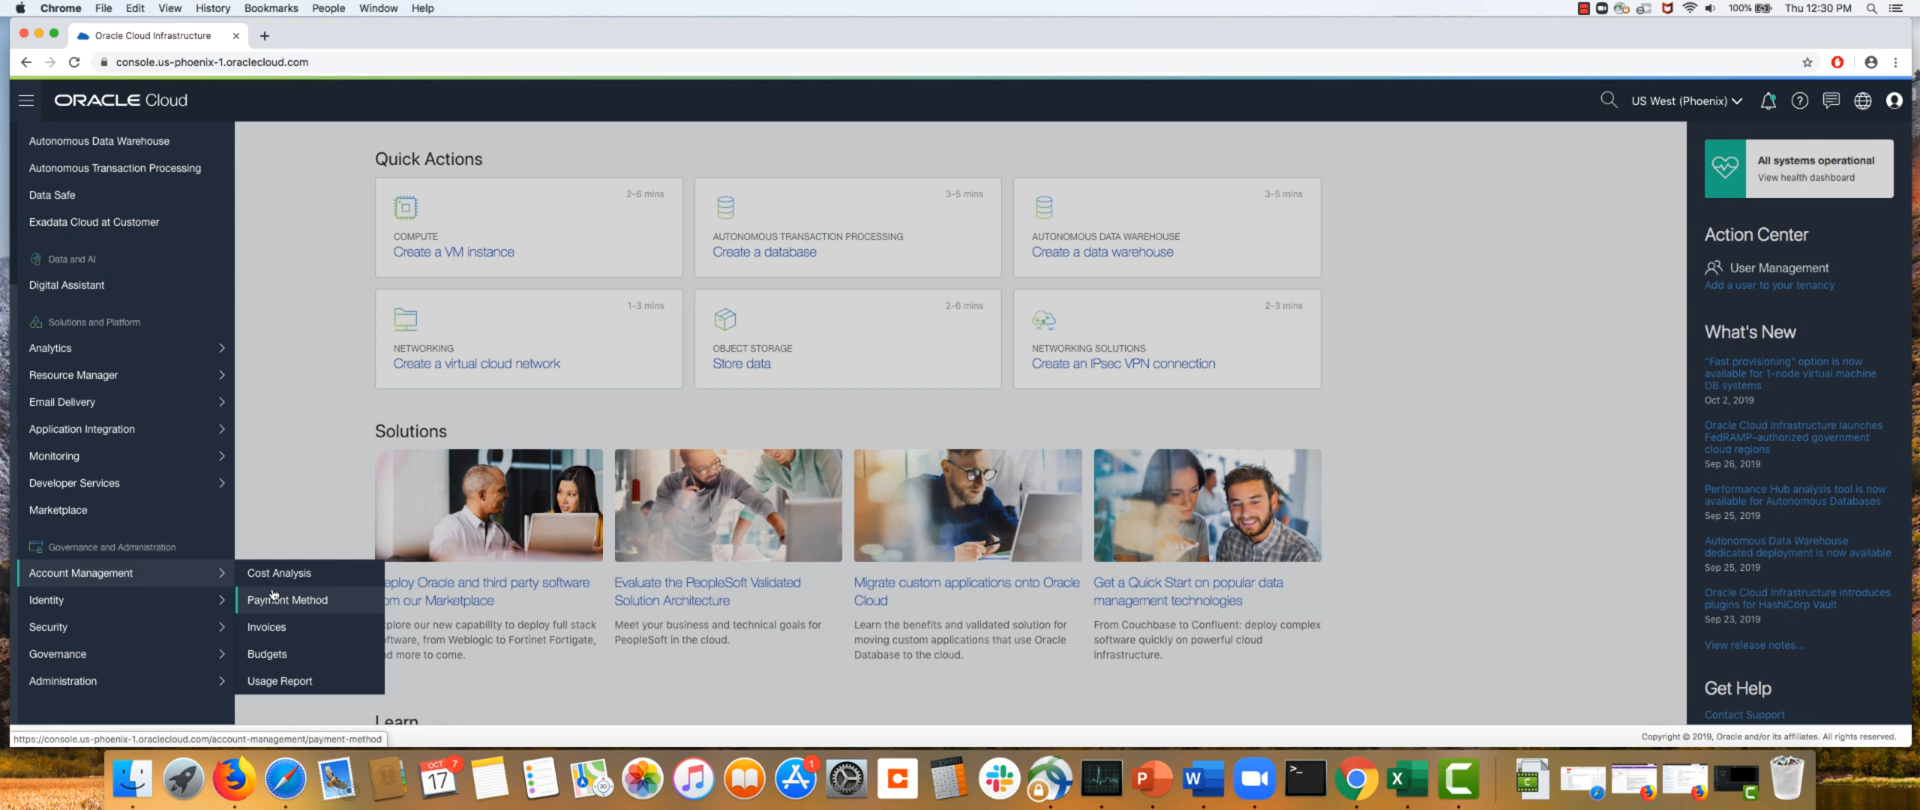 Chrome File Edit View History Bookmarks People Window Help
100% Thu 12:30 PM
Oracle Cloud Infrastructure
console.us-phoenix-1.oraclecloud.com
ORACLE Cloud
US West (Phoenix)
Autonomous Data Warehouse
Autonomous Transaction Processing
Data Safe
Exadata Cloud at Customer
Data and AI
Digital Assistant
Solutions and Platform
Analytics
Resource Manager
Email Delivery
Application Integration
Monitoring
Developer Services
Marketplace
Governance and Administration
Account Management
Identity
Security
Governance
Administration
Cost Analysis
Payment Method
Invoices
Budgets
Usage Report
Quick Actions
2-6 mins
COMPUTE
Create a VM instance
3-5 mins
AUTONOMOUS TRANSACTION PROCESSING
Create a database
3-5 mins
AUTONOMOUS DATA WAREHOUSE
Create a data warehouse
1-3 mins
NETWORKING
Create a virtual cloud network
2-6 mins
OBJECT STORAGE
Store data
2-3 mins
NETWORKING SOLUTIONS
Create an IPsec VPN connection
Solutions
eploy Oracle and third party software
om our Marketplace
xplore our new capability to deploy full stack
ftware, from Weblogic to Fortinet Fortigate,
d more to come.
Evaluate the PeopleSoft Validated
Solution Architecture
Meet your business and technical goals for
PeopleSoft in the cloud.
Migrate custom applications onto Oracle
Cloud
Learn the benefits and validated solution for
moving custom applications that use Oracle
Database to the cloud.
Get a Quick Start on popular data
management technologies
From Couchbase to Confluent: deploy complex
software quickly on powerful cloud
infrastructure.
Learn
All systems operational
View health dashboard
Action Center
User Management
Add a user to your tenancy
What's New
"Fast provisioning" option is now
available for 1-node virtual machine
DB systems
Oct 2, 2019
Oracle Cloud Infrastructure launches
FedRAMP-authorized government
cloud regions
Sep 26, 2019
Performance Hub analysis tool is now
available for Autonomous Databases
Sep 25, 2019
Autonomous Data Warehouse
dedicated deployment is now available
Sep 25, 2019
Oracle Cloud Infrastructure introduces
plugins for HashiCorp Vault
Sep 23, 2019
View release notes...
Get Help
Contact Support
https://console.us-phoenix-1.oraclecloud.com/account-management/payment-method
Copyright © 2019, Oracle and/or its affiliates. All rights reserved.
OCT
17
7
1